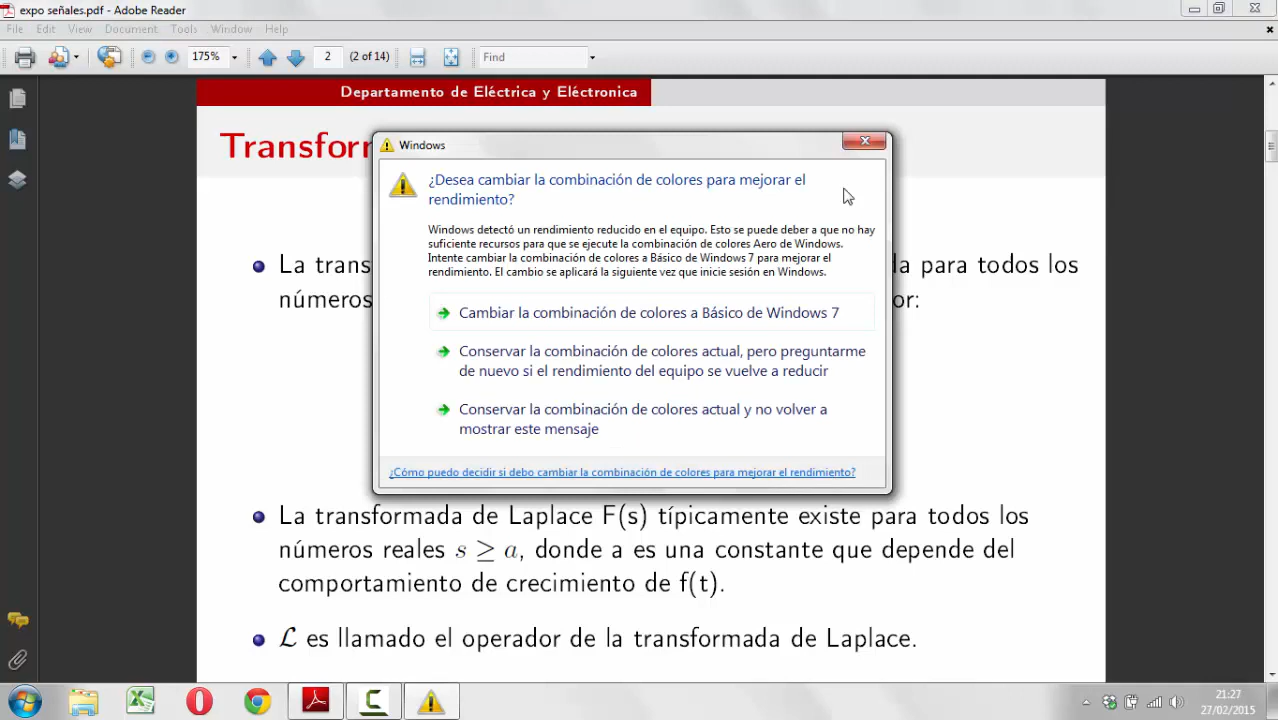 expo señales.pdf - Adobe Reader
File Edit View Document Tools Window Help
175% 2 (2 of 14) Find
Departamento de Eléctrica y Eléctronica
Transfor
Windows
¿Desea cambiar la combinación de colores para mejorar el
rendimiento?
Windows detectó un rendimiento reducido en el equipo. Esto se puede deber a que no hay
suficiente recursos para que se ejecute la combinación de colores Aero de Windows.
Intente cambiar la combinación de colores a Básico de Windows 7 para mejorar el
rendimiento. El cambio se aplicará la siguiente vez que inicie sesión en Windows.
La trans
da para todos los
números
or:
Cambiar la combinación de colores a Básico de Windows 7
Conservar la combinación de colores actual, pero preguntarme
de nuevo si el rendimiento del equipo se vuelve a reducir
Conservar la combinación de colores actual y no volver a
mostrar este mensaje
¿Cómo puedo decidir si debo cambiar la combinación de colores para mejorar el rendimiento?
La transformada de Laplace F(s) típicamente existe para todos los
números reales s ≥ a, donde a es una constante que depende del
comportamiento de crecimiento de f(t).
ℒ es llamado el operador de la transformada de Laplace.
21:27
27/02/2015